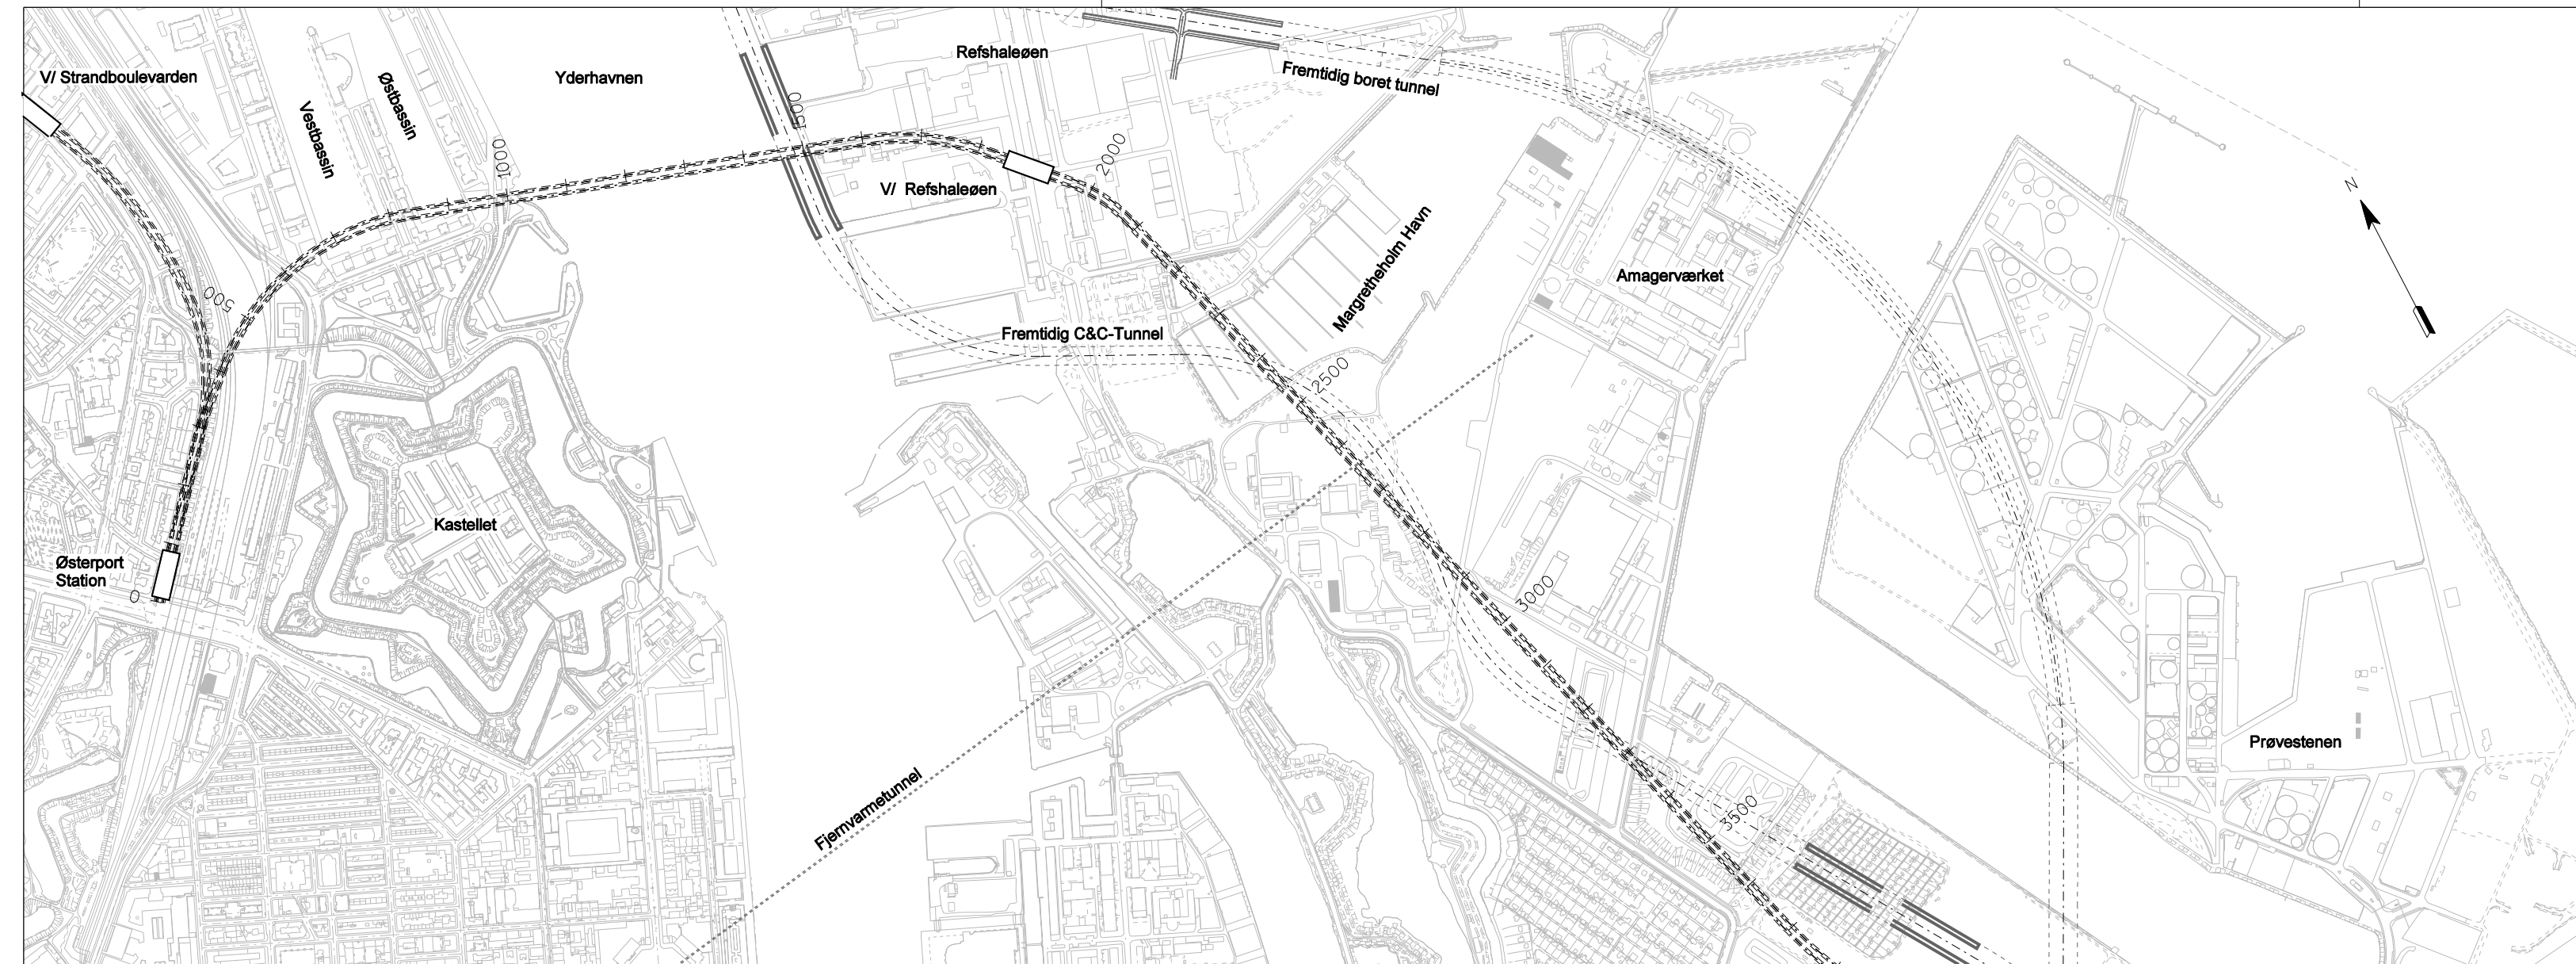 V/ Strandboulevarden
Vestbassin
Østbassin
Yderhavnen
Refshaleøen
Fremtidig boret tunnel
1000
1500
2000
V/ Refshaleøen
500
Margretheholm Havn
Amagerværket
N
Fremtidig C&C-Tunnel
2500
Kastellet
Østerport
Station
0
3000
Prøvestenen
Fjernvarmetunnel
3500